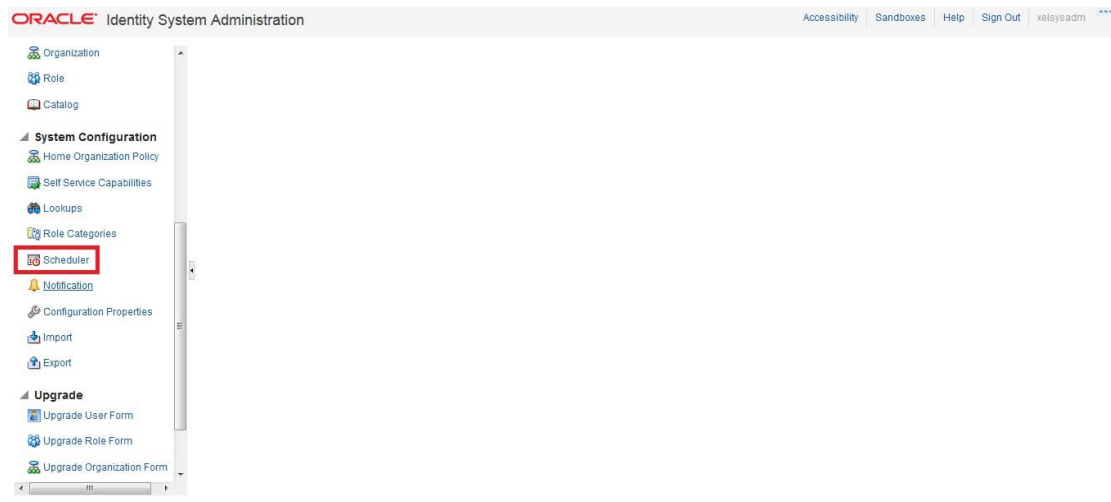 ORACLE Identity System Administration
Accessibility Sandboxes Help Sign Out xelsysadm
Organization
Role
Catalog
System Configuration
Home Organization Policy
Self Service Capabilities
Lookups
Role Categories
Scheduler
Notification
Configuration Properties
Import
Export
Upgrade
Upgrade User Form
Upgrade Role Form
Upgrade Organization Form